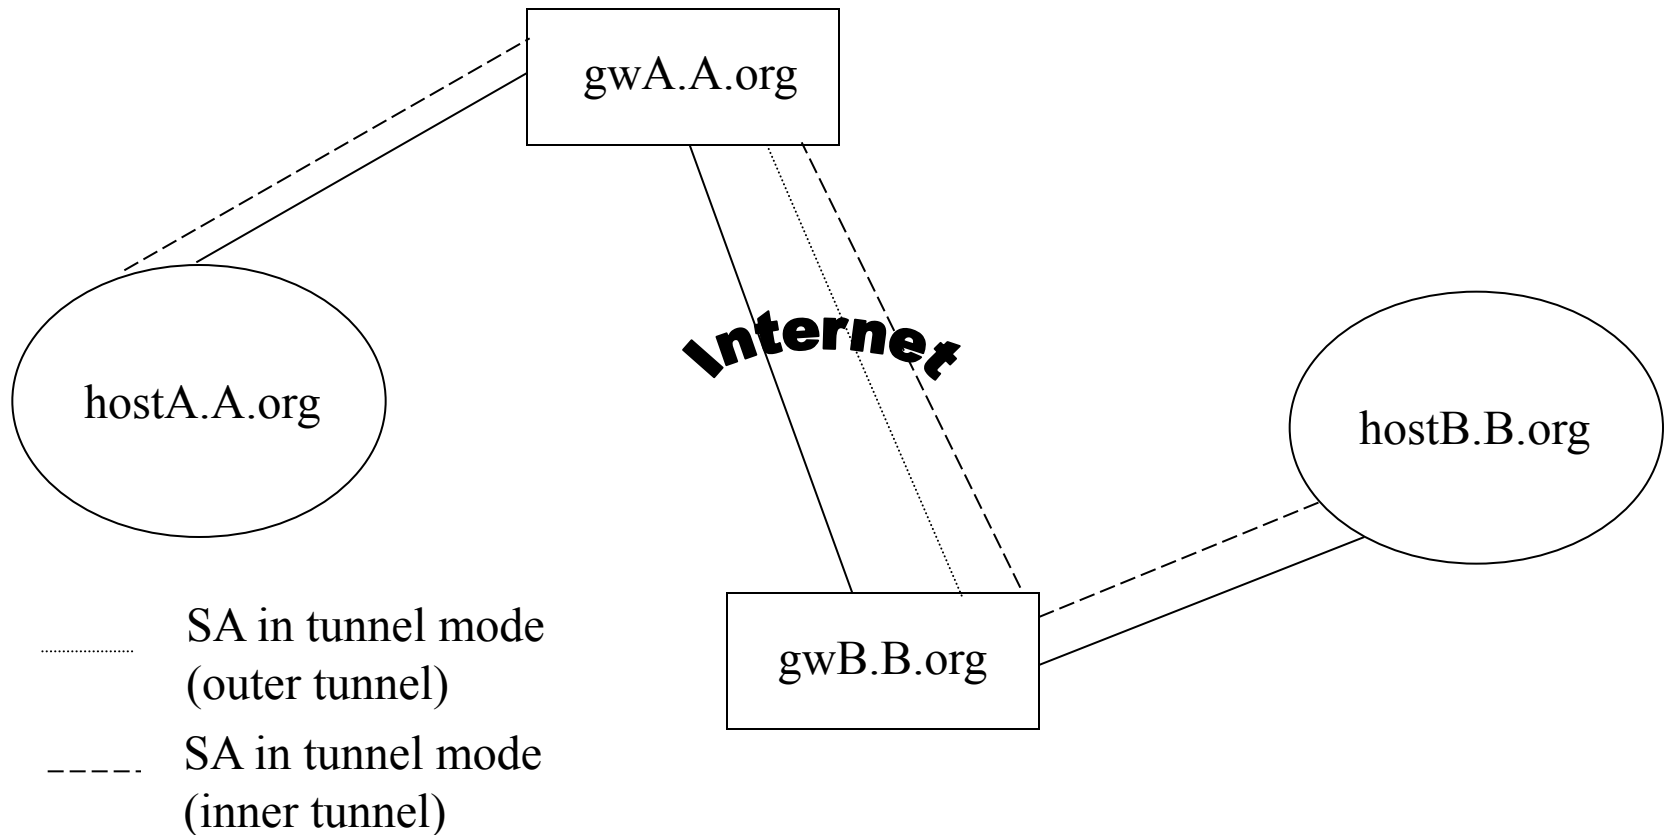 gwA.A.org
Internet
hostA.A.org
hostB.B.org
gwB.B.org
SA in tunnel mode
(outer tunnel)
SA in tunnel mode
(inner tunnel)